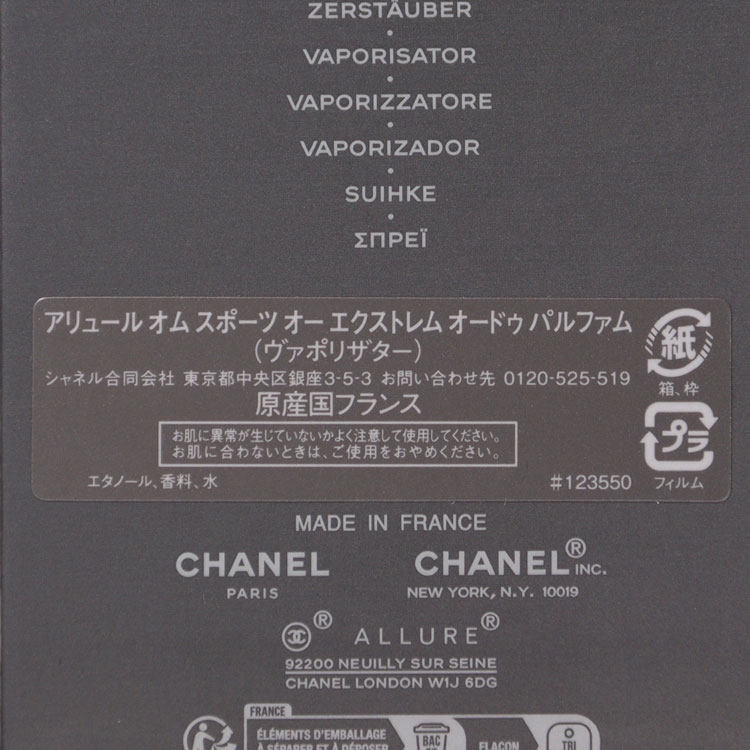 ZERSTÄUBER
VAPORISATOR
VAPORIZZATORE
VAPORIZADOR
SUIHKE
ΣΠΡΕΪ
アリュール オム スポーツ オー エクストレム オードゥ パルファム
(ヴァポリザター)
シャネル合同会社 東京都中央区銀座3-5-3 お問い合わせ先 0120-525-519
原産国フランス
お肌に異常が生じていないかよく注意して使用してください。
お肌に合わないときは、ご使用をおやめください。
エタノール、香料、水
#123550
紙
箱、枠
プラ
フィルム
MADE IN FRANCE
CHANEL
PARIS
CHANEL® INC.
NEW YORK, N.Y. 10019
® ALLURE®
92200 NEUILLY SUR SEINE
CHANEL LONDON W1J 6DG
FRANCE
ÉLÉMENTS D'EMBALLAGE
À SÉPARER ET À DÉPOSER
BAC
FLACON
TRI